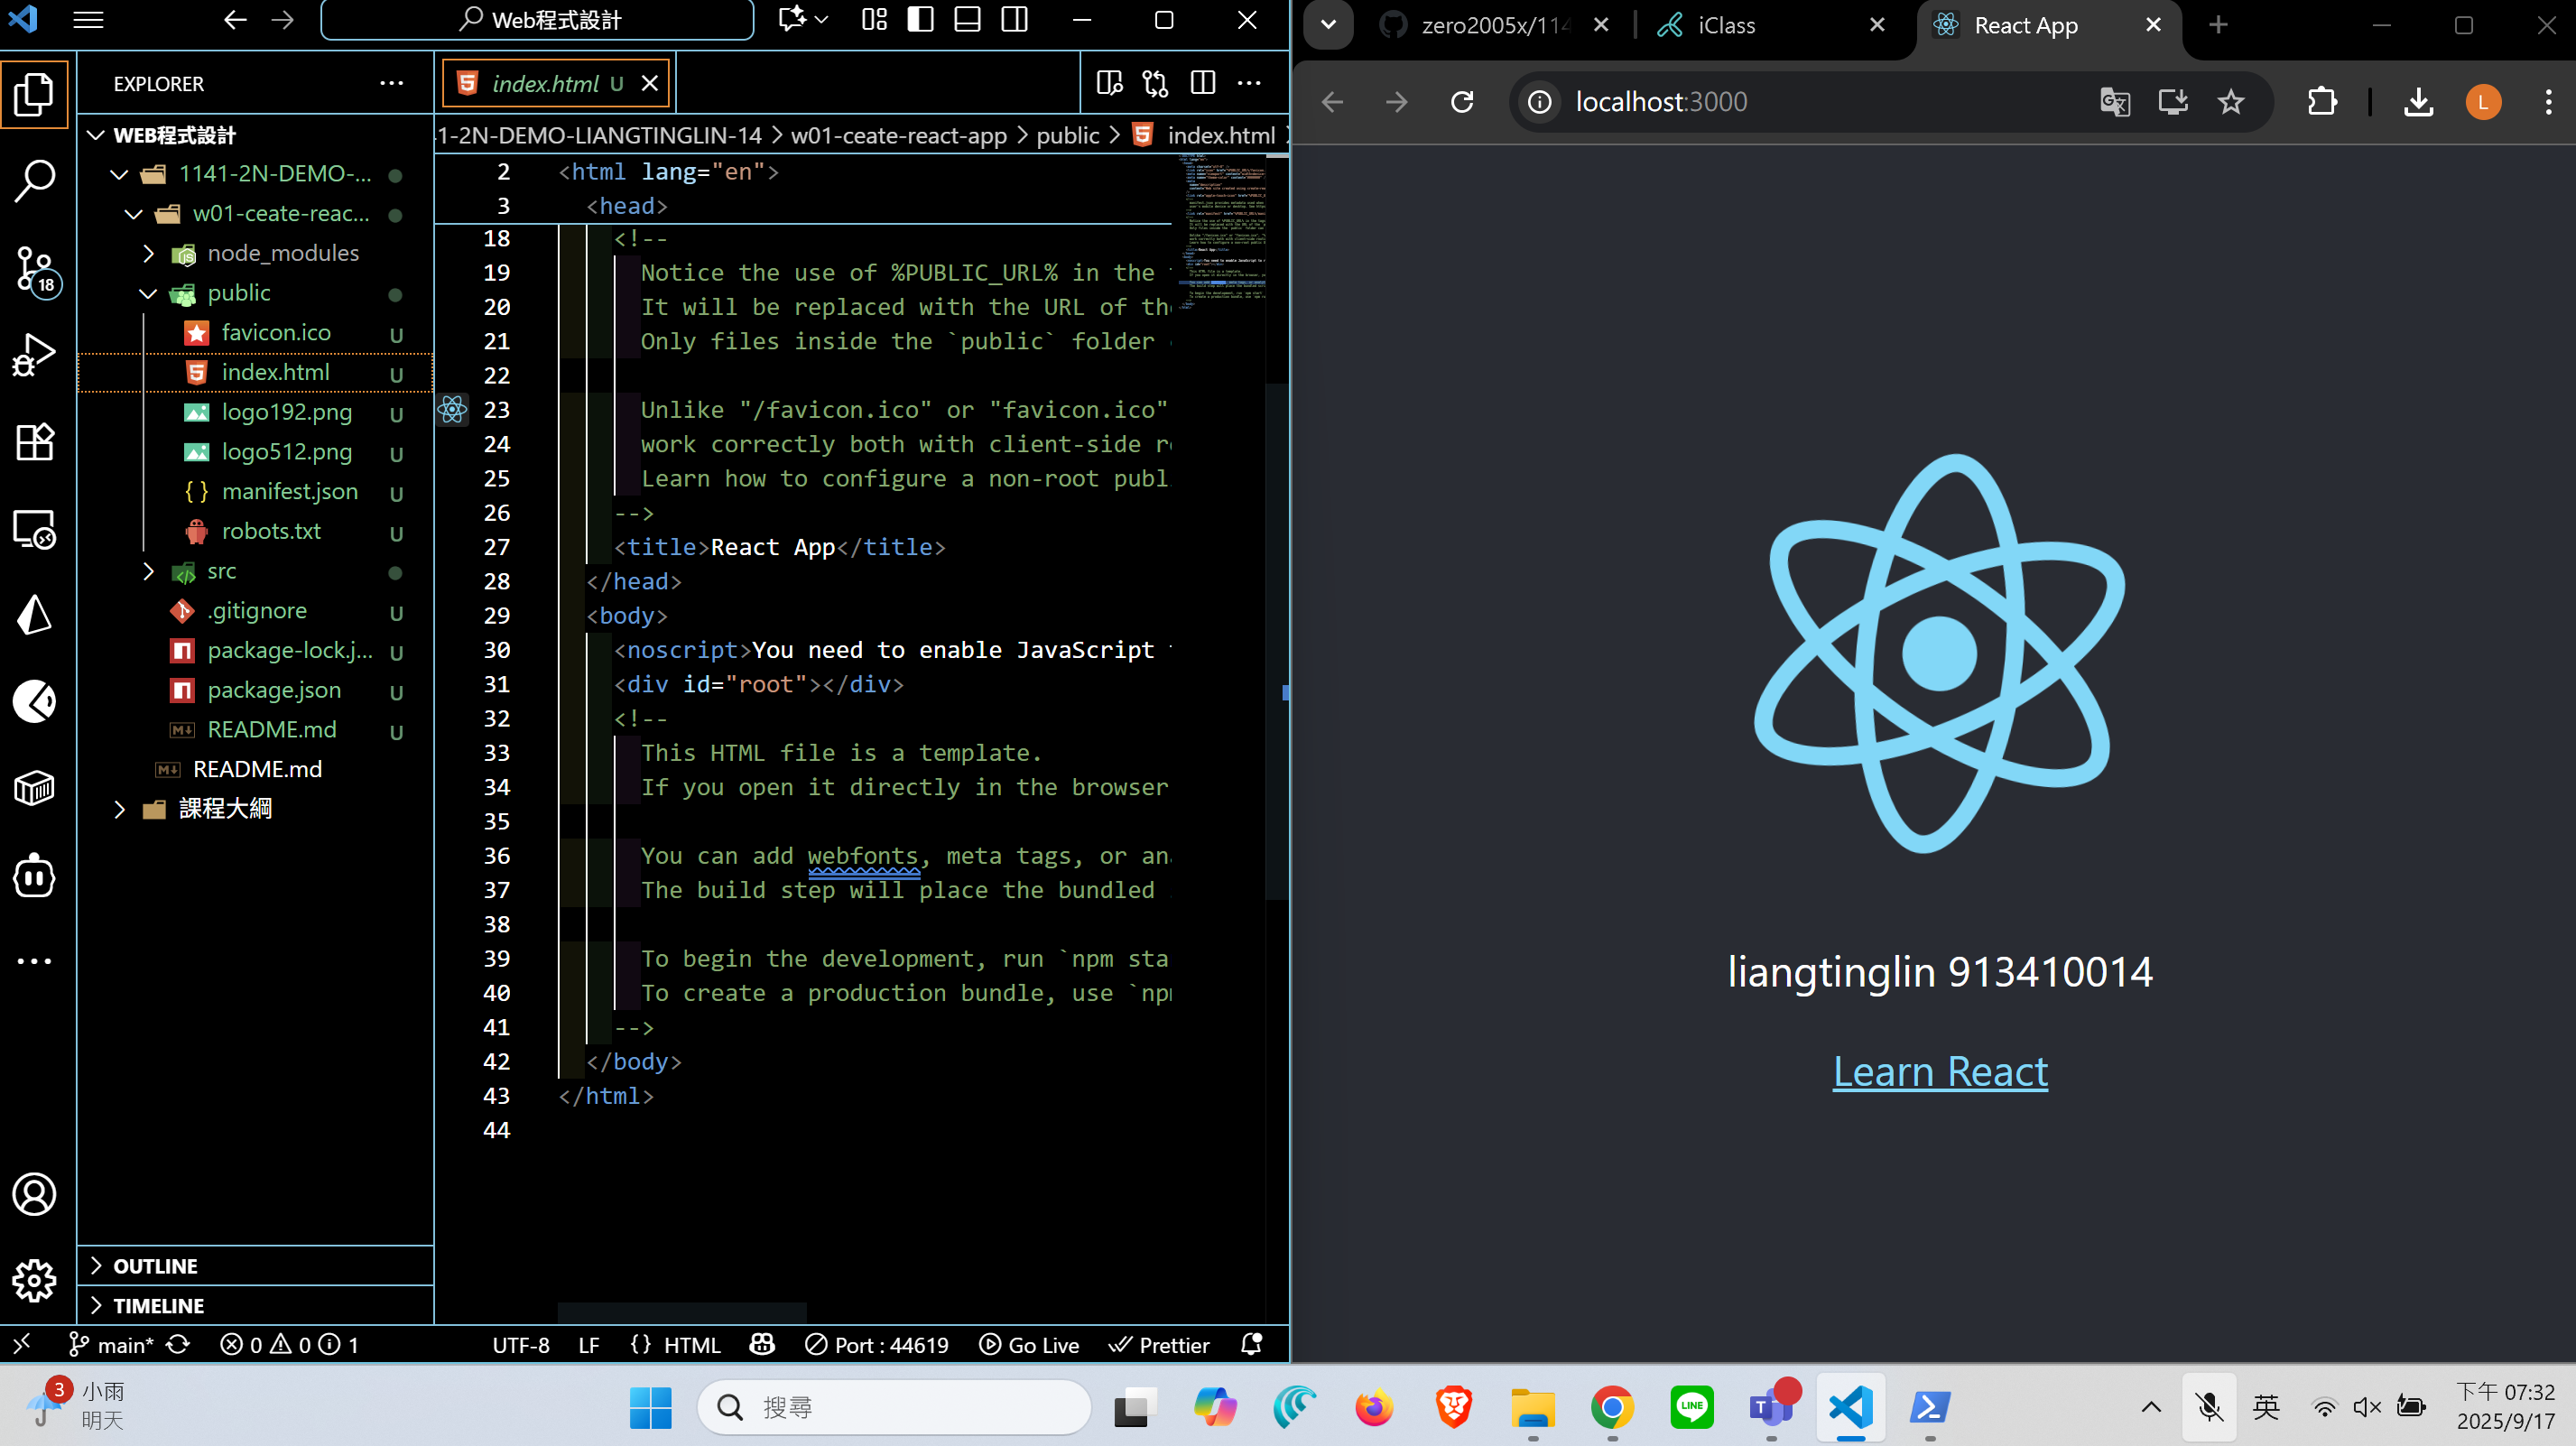 Web程式設計
EXPLORER
WEB程式設計
1141-2N-DEMO-...
w01-ceate-reac...
node_modules
public
favicon.ico U
index.html U
logo192.png U
logo512.png U
manifest.json U
robots.txt U
src
.gitignore U
package-lock.j... U
package.json U
README.md U
README.md
課程大綱
OUTLINE
TIMELINE
18
index.html U
1-2N-DEMO-LIANGTINGLIN-14 > w01-ceate-react-app > public > index.html
2 <html lang="en">
3 <head>
18 <!--
19 Notice the use of %PUBLIC_URL% in the
20 It will be replaced with the URL of the
21 Only files inside the `public` folder
22
23 Unlike "/favicon.ico" or "favicon.ico"
24 work correctly both with client-side
25 Learn how to configure a non-root
26 -->
27 <title>React App</title>
28 </head>
29 <body>
30 <noscript>You need to enable JavaScript
31 <div id="root"></div>
32 <!--
33 This HTML file is a template.
34 If you open it directly in the browser
35
36 You can add webfonts, meta tags, or
37 The build step will place the bundled
38
39 To begin the development, run `npm sta
40 To create a production bundle, use `npm
41 -->
42 </body>
43 </html>
44
main* 0 0 1 UTF-8 LF {} HTML Port : 44619 Go Live Prettier
zero2005x/114
iClass
React App
localhost:3000
L
liangtinglin 913410014
Learn React
3
小雨
明天
搜尋
LINE
英
下午 07:32
2025/9/17